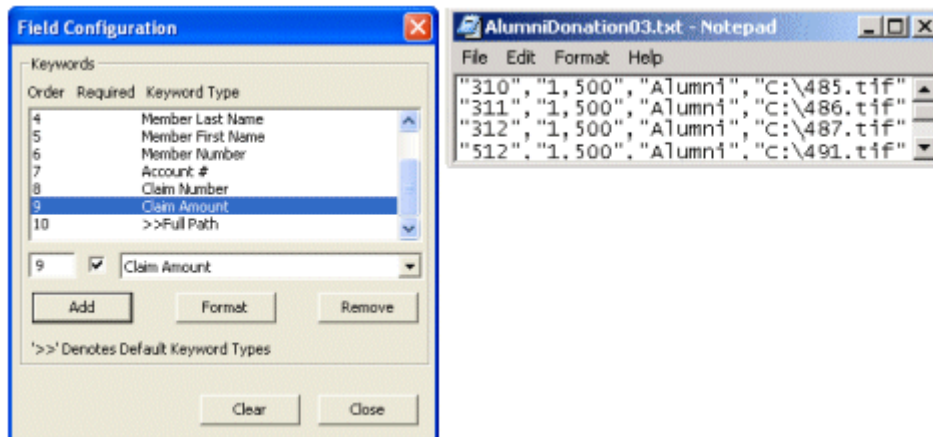 Field Configuration
Keywords
Order Required Keyword Type
4 Member Last Name
5 Member First Name
6 Member Number
7 Account #
8 Claim Number
9 Claim Amount
10 >>Full Path
9 Claim Amount
Add Format Remove
'>>' Denotes Default Keyword Types
Clear Close
AlumniDonation03.txt - Notepad
File Edit Format Help
"310","1,500","Alumni","C:\485.tif"
"311","1,500","Alumni","C:\486.tif"
"312","1,500","Alumni","C:\487.tif"
"512","1,500","Alumni","C:\491.tif"